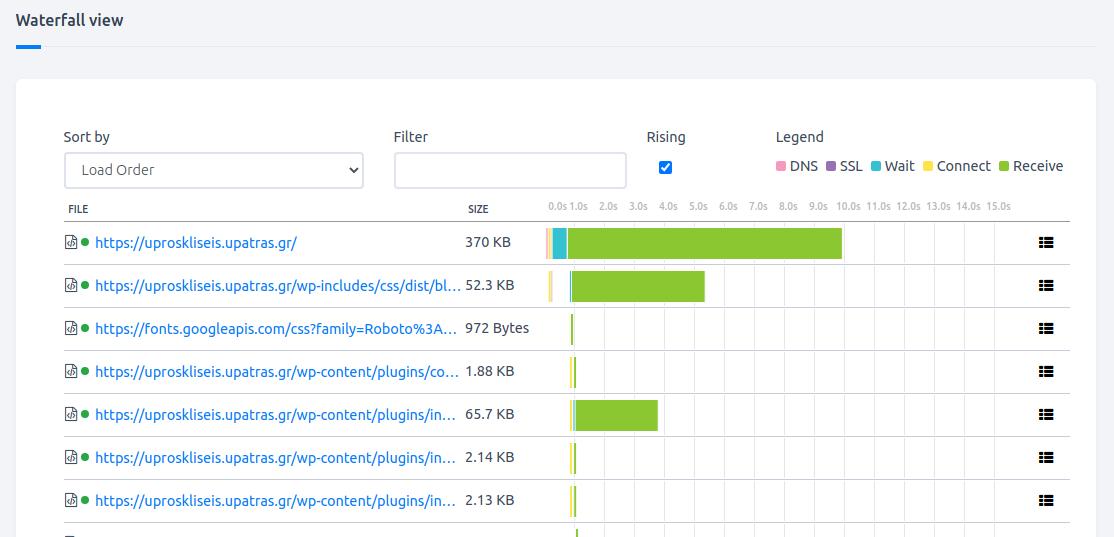 Waterfall view
Sort by Filter Rising Legend
Load Order DNS SSL Wait Connect Receive
FILE SIZE 0.0s 1.0s 2.0s 3.0s 4.0s 5.0s 6.0s 7.0s 8.0s 9.0s 10.0s 11.0s 12.0s 13.0s 14.0s 15.0s
https://uproskliseis.upatras.gr/ 370 KB
https://uproskliseis.upatras.gr/wp-includes/css/dist/bl... 52.3 KB
https://fonts.googleapis.com/css?family=Roboto%3A... 972 Bytes
https://uproskliseis.upatras.gr/wp-content/plugins/co... 1.88 KB
https://uproskliseis.upatras.gr/wp-content/plugins/in... 65.7 KB
https://uproskliseis.upatras.gr/wp-content/plugins/in... 2.14 KB
https://uproskliseis.upatras.gr/wp-content/plugins/in... 2.13 KB